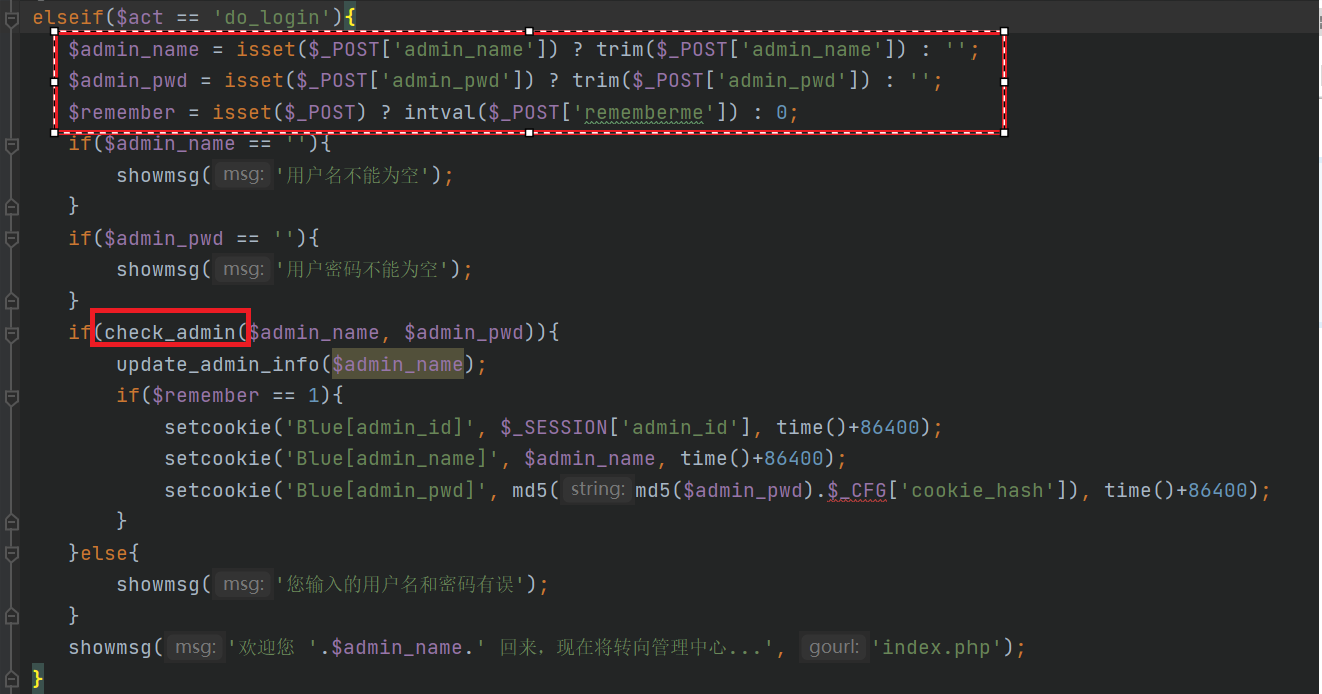 elseif($act == 'do_login'){
$admin_name = isset($_POST['admin_name']) ? trim($_POST['admin_name']) : '';
$admin_pwd = isset($_POST['admin_pwd']) ? trim($_POST['admin_pwd']) : '';
$remember = isset($_POST) ? intval($_POST['rememberme']) : 0;
if($admin_name == ''){
showmsg( msg: '用户名不能为空');
}
if($admin_pwd == ''){
showmsg( msg: '用户密码不能为空');
}
if(check_admin($admin_name, $admin_pwd)){
update_admin_info($admin_name);
if($remember == 1){
setcookie('Blue[admin_id]', $_SESSION['admin_id'], time()+86400);
setcookie('Blue[admin_name]', $admin_name, time()+86400);
setcookie('Blue[admin_pwd]', md5( string: md5($admin_pwd).$_CFG['cookie_hash']), time()+86400);
}
}else{
showmsg( msg: '您输入的用户名和密码有误');
}
showmsg( msg: '欢迎您 '.$admin_name.' 回来，现在将转向管理中心...', gourl: 'index.php');
}